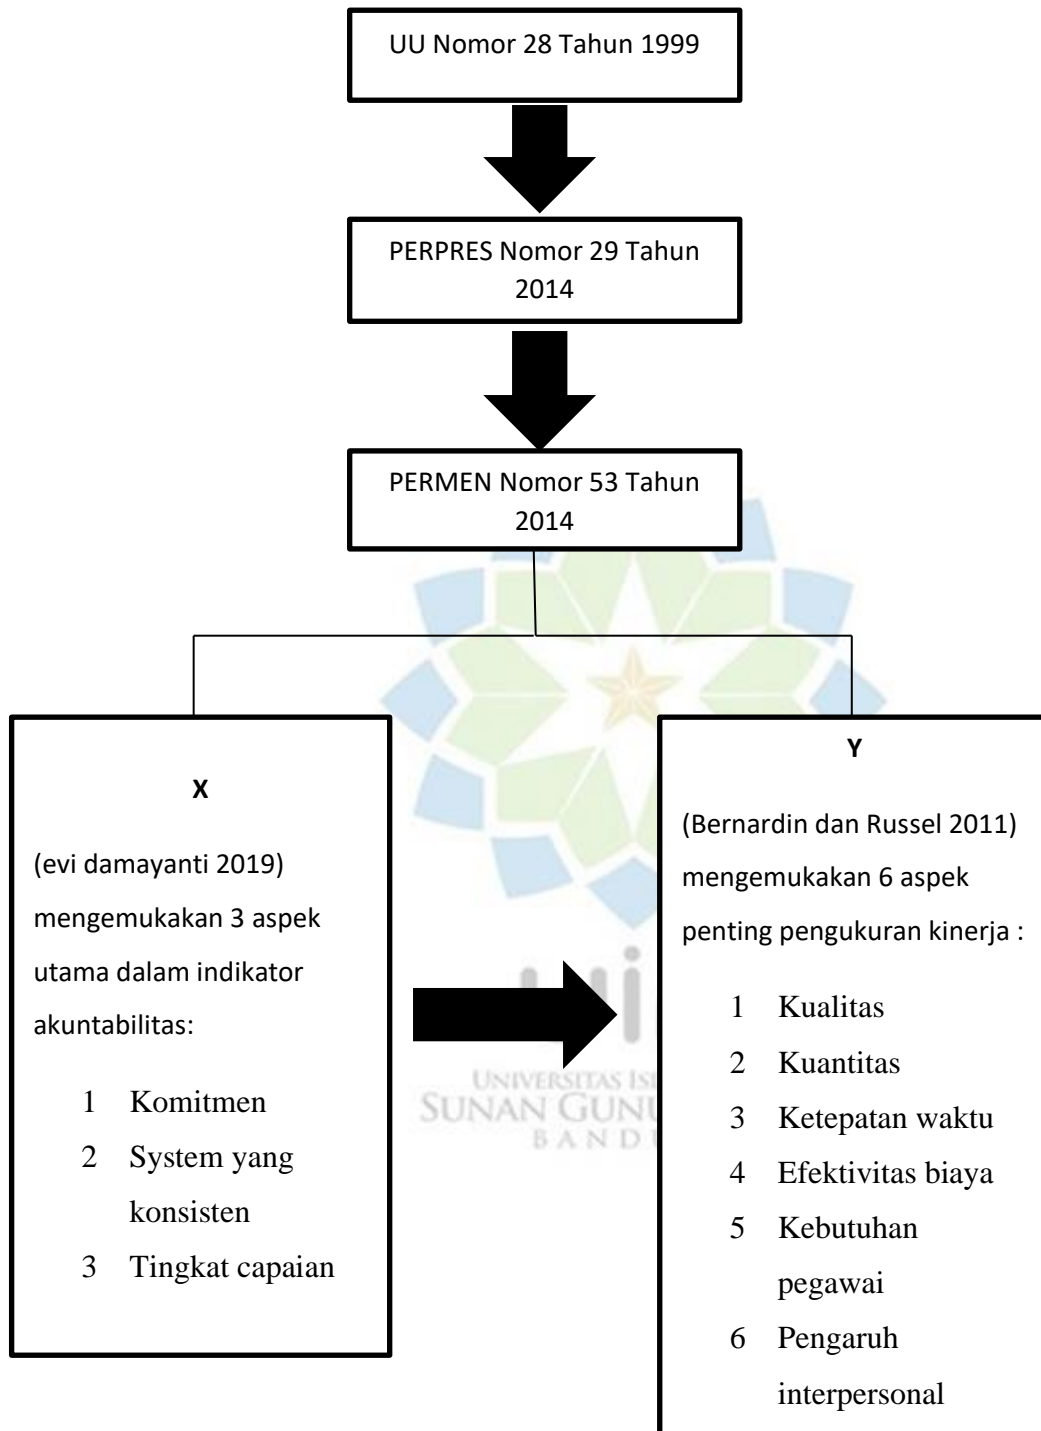 UU Nomor 28 Tahun 1999
PERPRES Nomor 29 Tahun
2014
PERMEN Nomor 53 Tahun
2014
X
(evi damayanti 2019)
mengemukakan 3 aspek
utama dalam indikator
akuntabilitas:
1 Komitmen
2 System yang
konsisten
3 Tingkat capaian
Y
(Bernardin dan Russel 2011)
mengemukakan 6 aspek
penting pengukuran kinerja :
1 Kualitas
2 Kuantitas
3 Ketepatan waktu
4 Efektivitas biaya
5 Kebutuhan
pegawai
6 Pengaruh
interpersonal
UNIVERSITAS
SUNAN